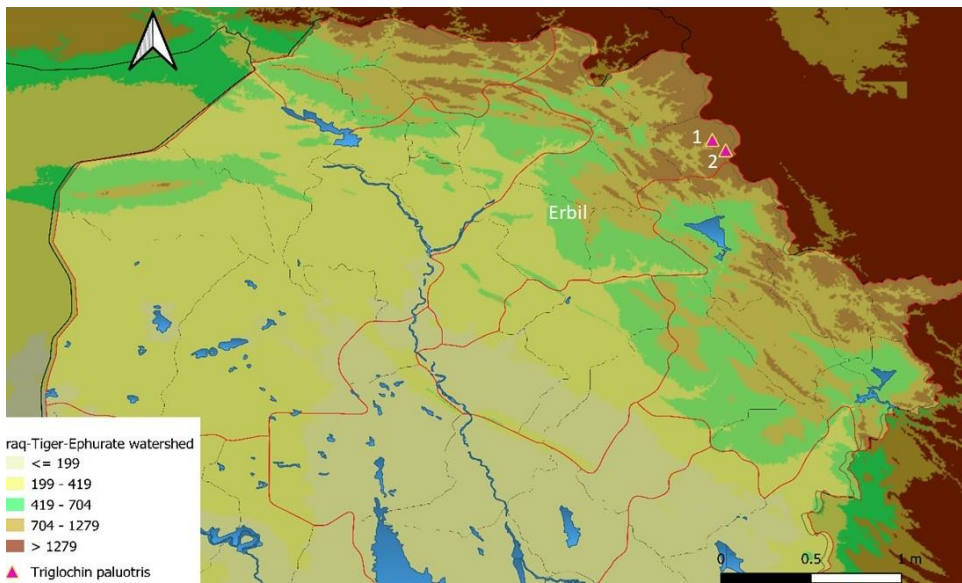 1
2
Erbil
raq-Tiger-Ephurate watershed
<= 199
199 - 419
419 - 704
704 - 1279
> 1279
Triglochin paluotris
0 0.5 1 m